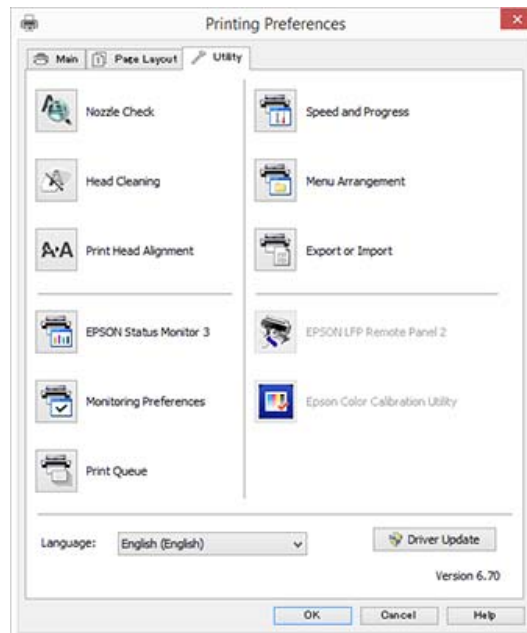 Printing Preferences
Main
Page Layout
Utility
Nozzle Check
Speed and Progress
Head Cleaning
Menu Arrangement
A·A
Print Head Alignment
Export or Import
EPSON Status Monitor 3
EPSON LFP Remote Panel 2
Monitoring Preferences
Epson Color Calibration Utility
Print Queue
Language:
English (English)
Driver Update
Version 6.70
OK
Cancel
Help